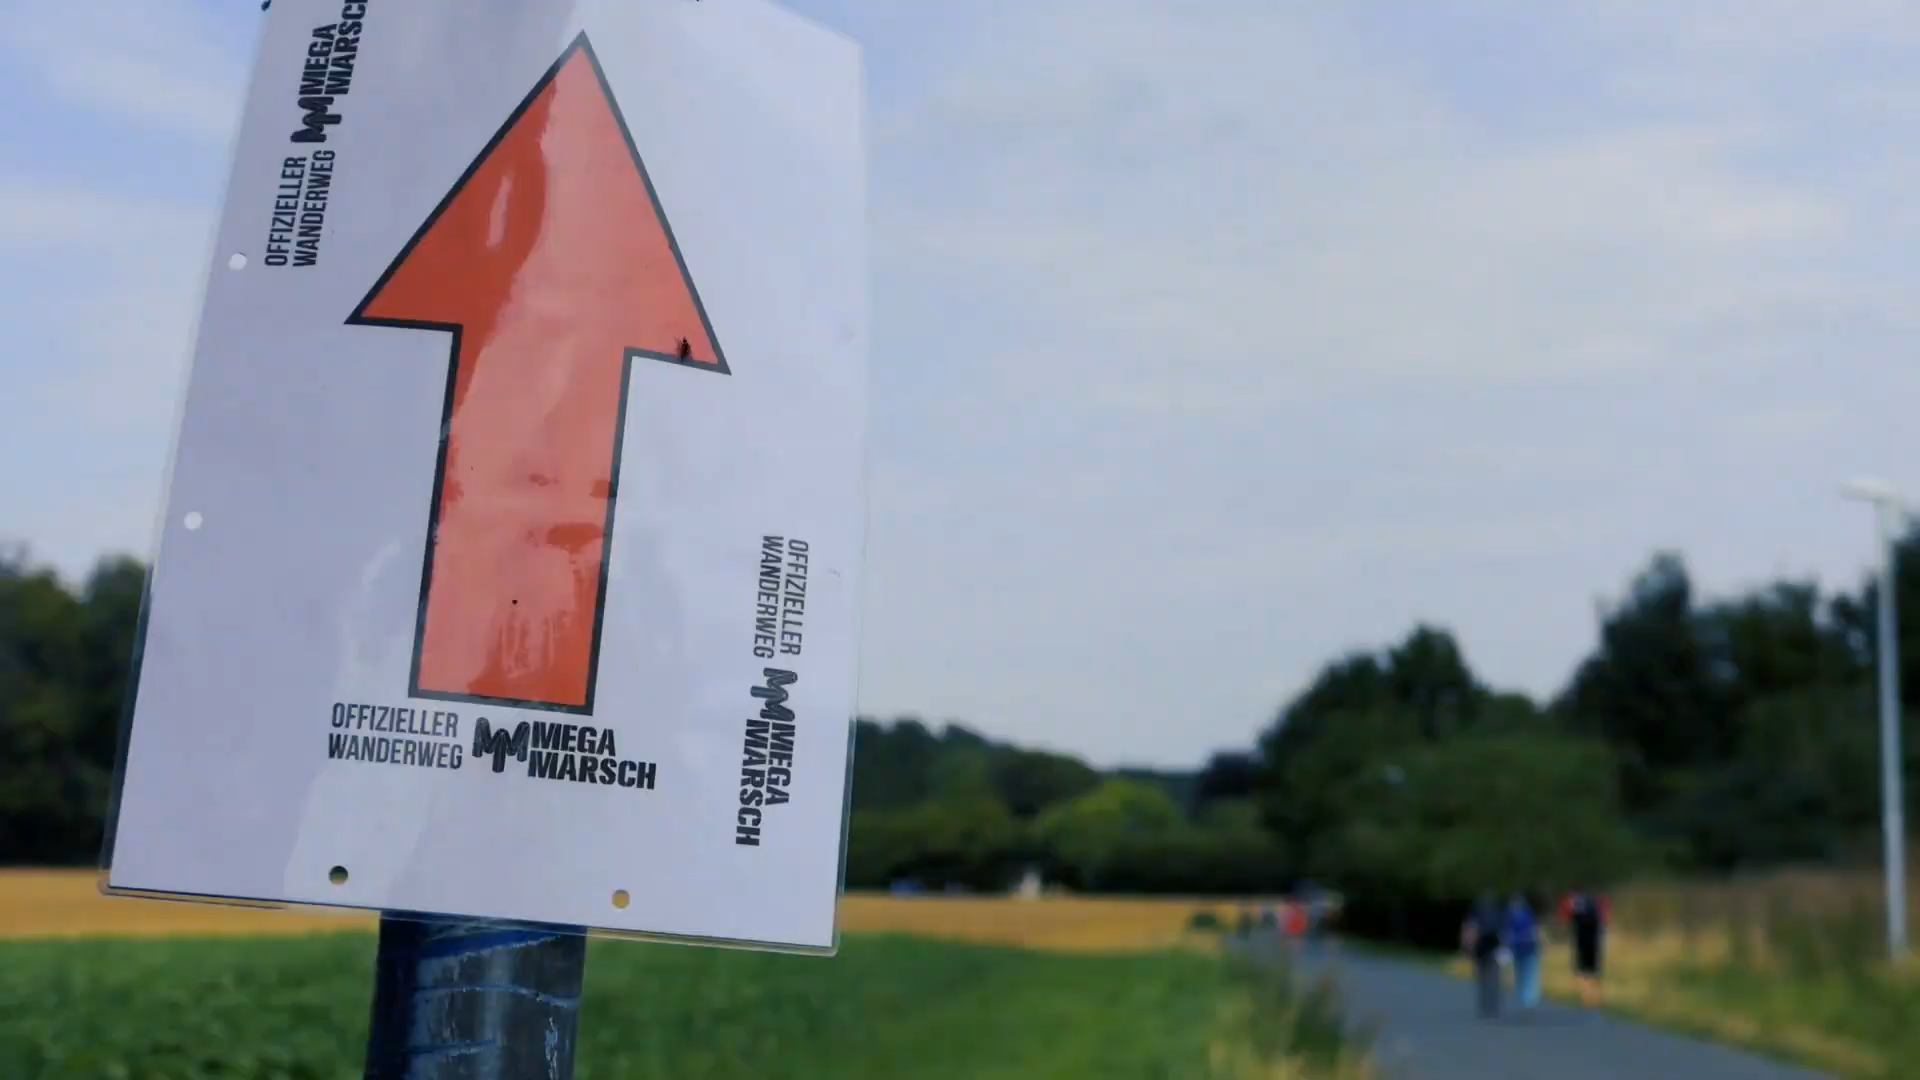 OFFIZIELLER
WANDERWEG
MEGA
MARSCH
OFFIZIELLER
WANDERWEG
MEGA
MARSCH
OFFIZIELLER
WANDERWEG
MEGA
MARSCH